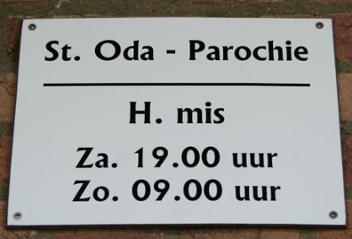 St. Oda - Parochie
H. mis
Za. 19.00 uur
Zo. 09.00 uur